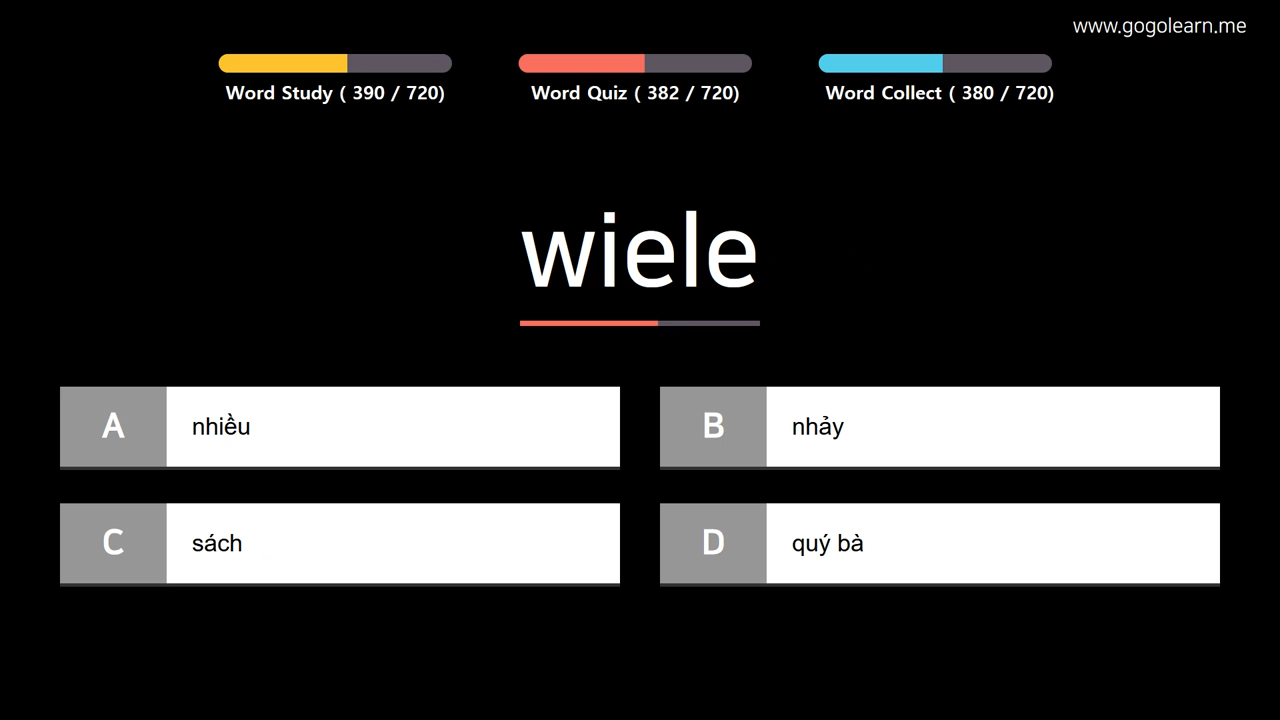 www.gogolearn.me
Word Study ( 390 / 720)
Word Quiz ( 382 / 720)
Word Collect ( 380 / 720)
wiele
A nhiều
B nhảy
C sách
D quý bà